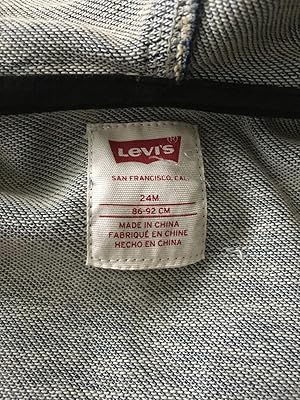 Levi's
SAN FRANCISCO, CAL.
24M
86-92 CM
MADE IN CHINA
FABRIQUÉ EN CHINE
HECHO EN CHINA